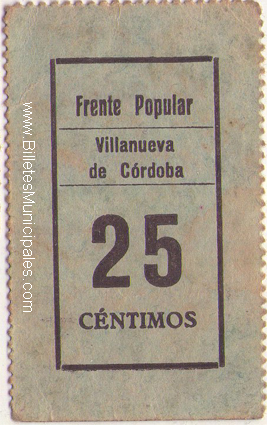 Frente Popular
Villanueva
de Córdoba
25
CÉNTIMOS
www.BilletesMunicipales.com